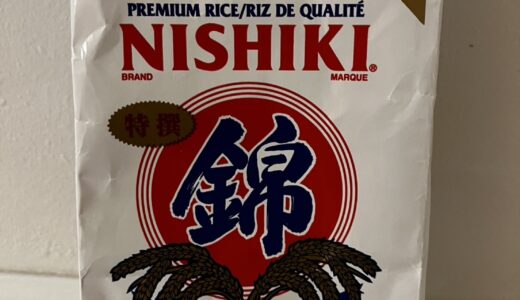 PREMIUM RICE/RIZ DE QUALITÉ
NISHIKI®
BRAND MARQUE
特撰
錦